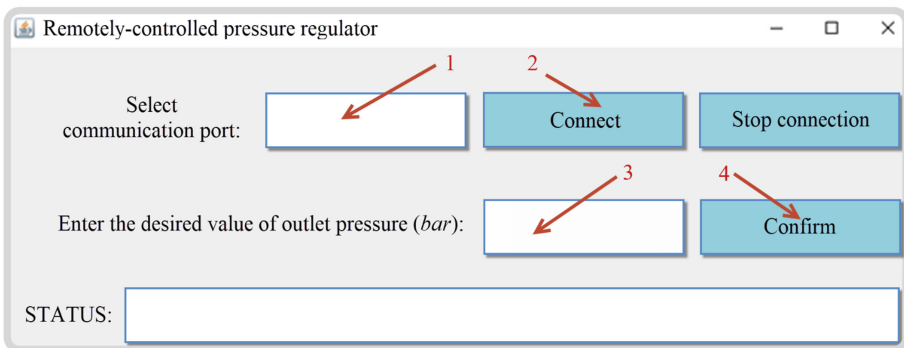 Remotely-controlled pressure regulator
1
2
Select
communication port:
Connect
Stop connection
3
4
Enter the desired value of outlet pressure (bar):
Confirm
STATUS: